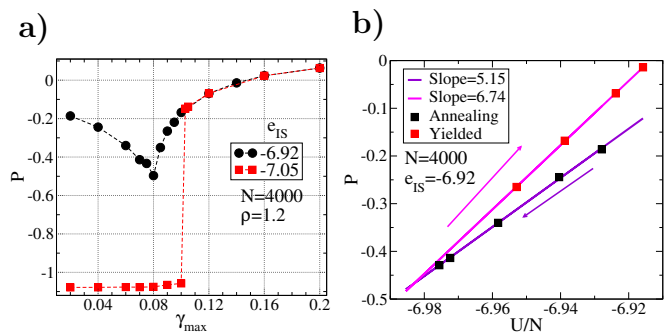 a)
0
-0.2
-0.4
-0.6
-0.8
-1
P
0.04
0.08
0.12
0.16
0.2
γmax
eIS
-6.92
-7.05
N=4000
ρ=1.2
b)
0
-0.1
-0.2
-0.3
-0.4
-0.5
P
-6.98
-6.96
-6.94
-6.92
U/N
Slope=5.15
Slope=6.74
Annealing
Yielded
N=4000
eIS=-6.92